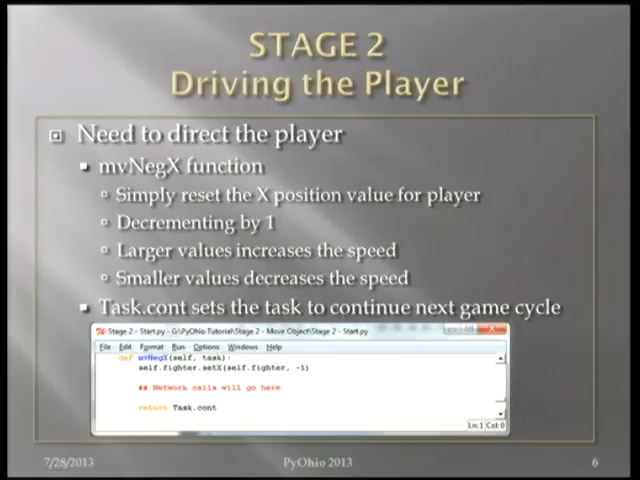 STAGE 2
Driving the Player
Need to direct the player
mvNegX function
Simply reset the X position value for player
Decrementing by 1
Larger values increases the speed
Smaller values decreases the speed
Task.cont sets the task to continue next game cycle
Stage 2 - Start.py - G:\PyOhio Tutorial\Stage 2 - Move Object\Stage 2 - Start.py
File Edit Format Run Options Windows Help
def mvNegX(self, task):
self.fighter.setX(self.fighter, -1)
## Network calls will go here
return Task.cont
Ln: 1 Col: 0
7/28/2013 PyOhio 2013 6